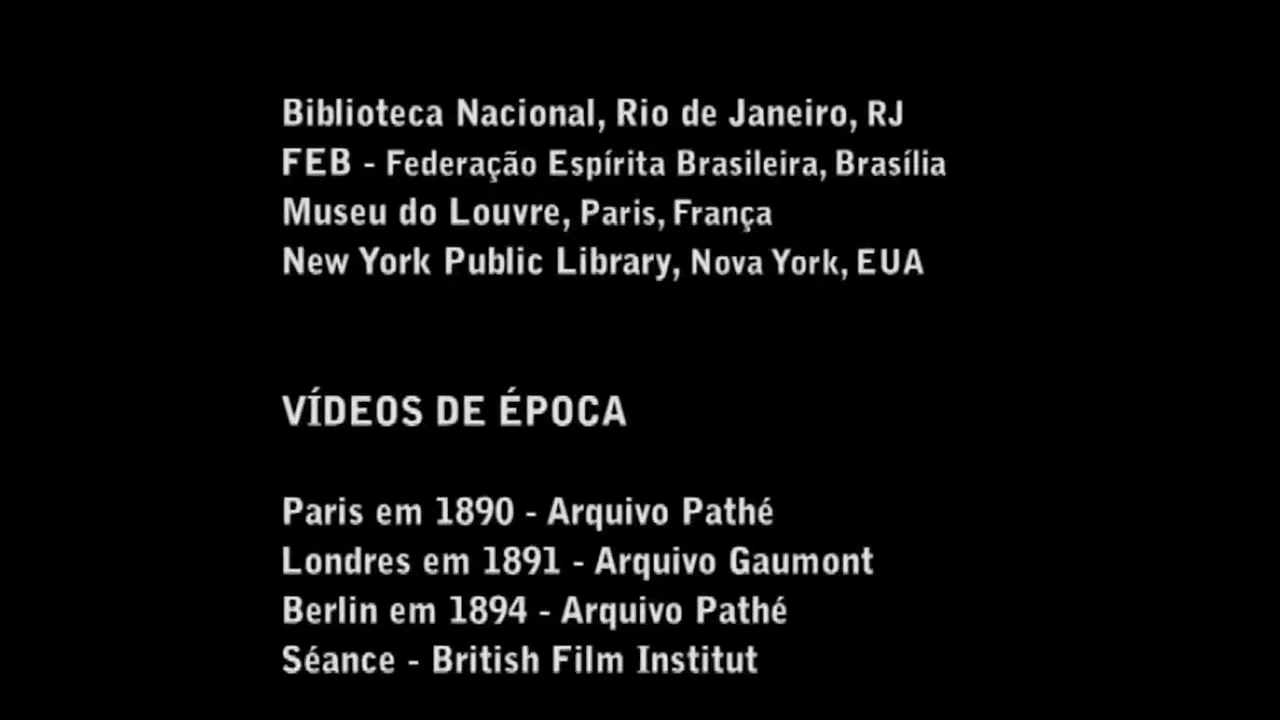 Biblioteca Nacional, Rio de Janeiro, RJ
FEB - Federação Espírita Brasileira, Brasília
Museu do Louvre, Paris, França
New York Public Library, Nova York, EUA
VÍDEOS DE ÉPOCA
Paris em 1890 - Arquivo Pathé
Londres em 1891 - Arquivo Gaumont
Berlin em 1894 - Arquivo Pathé
Séance - British Film Institut